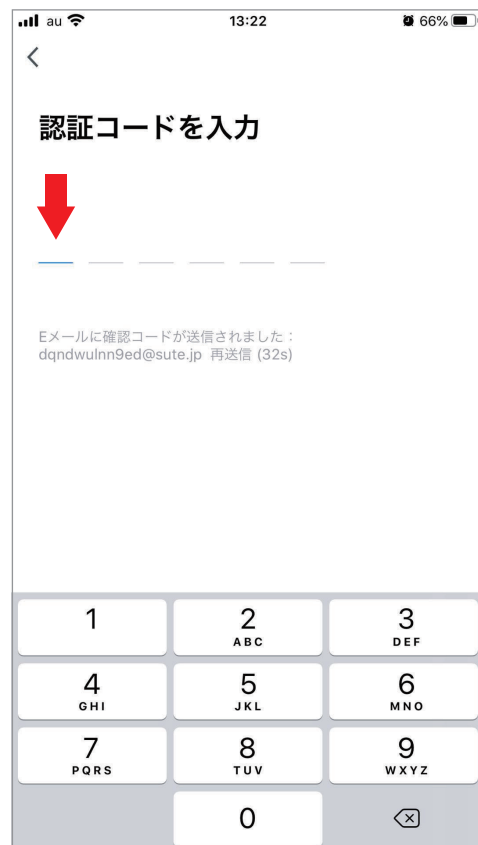 au 13:22 66%
認証コードを入力
Eメールに確認コードが送信されました：
dqndwulnn9ed@sute.jp 再送信 (32s)
1 2 3
ABC DEF
4 5 6
GHI JKL MNO
7 8 9
PQRS TUV WXYZ
0